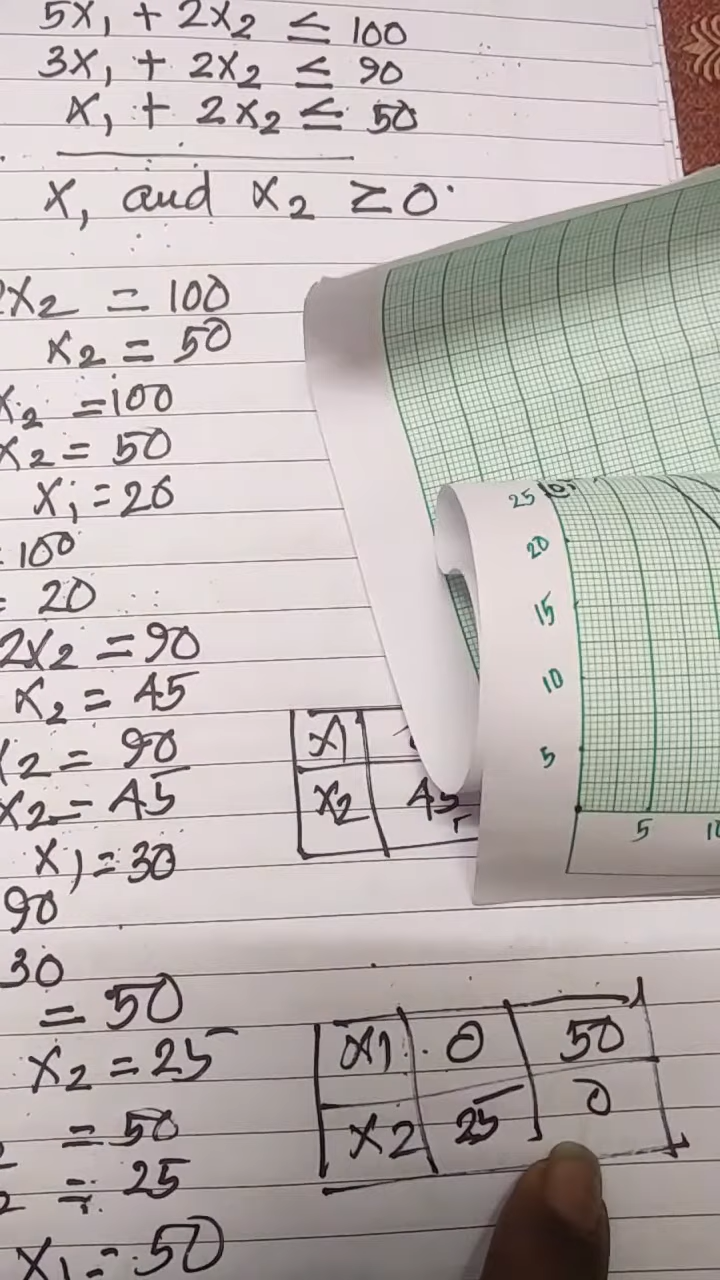 5x₁ + 2x₂ ≤ 100
3x₁ + 2x₂ ≤ 90
x₁ + 2x₂ ≤ 50
x₁ and x₂ ≥ 0
2x₂ = 100
x₂ = 50
x₂ = 100
x₂ = 50
x₁ = 20
= 100
= 20
2x₂ = 90
x₂ = 45
x₂ = 90
x₂ = 45
x₁ = 30
90
30
= 50
x₂ = 25
= 50
2 = 25
x₁ = 50
x1
x2 45
x1 0 50
x2 25 0
25
20
15
10
5
5 10